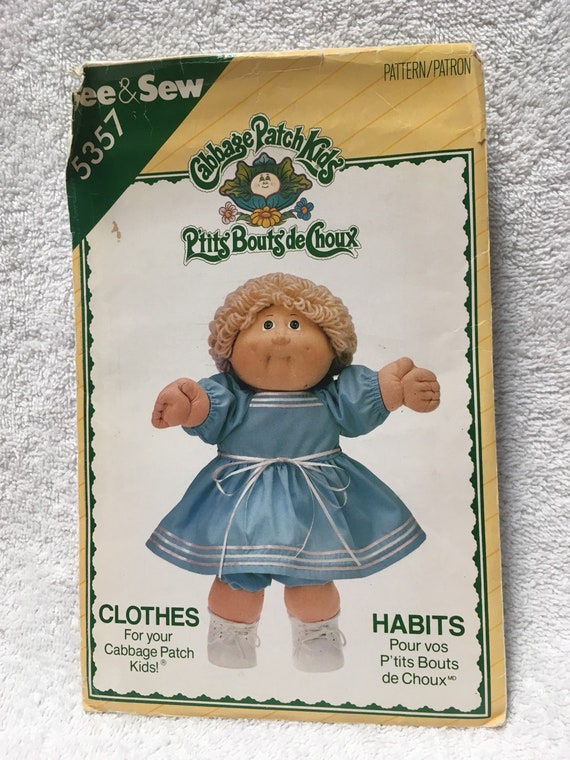 See & Sew
5357
PATTERN/PATRON
Cabbage Patch Kids
P'tits Bouts de Choux
CLOTHES
For your
Cabbage Patch
Kids!®
HABITS
Pour vos
P'tits Bouts
de Choux MD